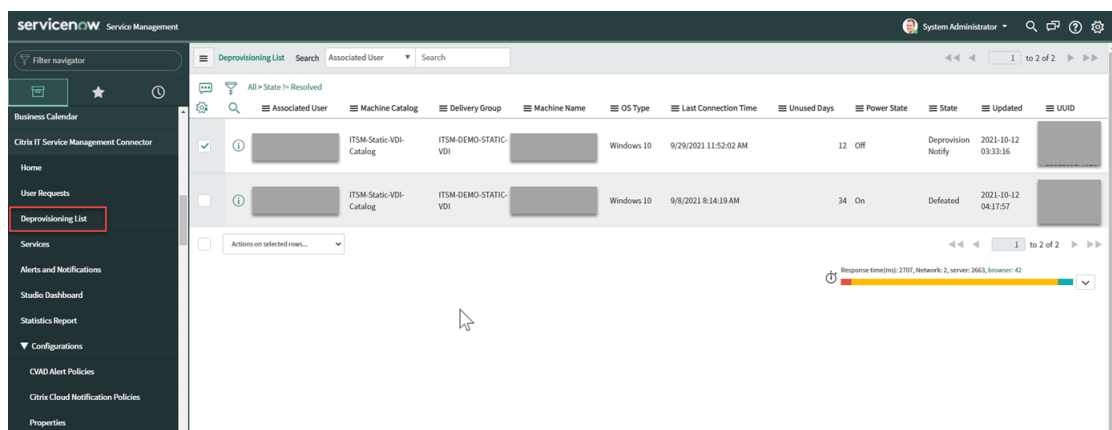 servicenow Service Management
System Administrator
Filter navigator
Deprovisioning List Search Associated User Search
1 to 2 of 2
All > State != Resolved
Associated User Machine Catalog Delivery Group Machine Name OS Type Last Connection Time Unused Days Power State State Updated UUID
Business Calendar
Citrix IT Service Management Connector
Home
User Requests
Deprovisioning List
Services
Alerts and Notifications
Studio Dashboard
Statistics Report
Configurations
CVAD Alert Policies
Citrix Cloud Notification Policies
Properties
ITSM-Static-VDI-
Catalog
ITSM-DEMO-STATIC-
VDI
Windows 10
9/29/2021 11:52:02 AM
12
Off
Deprovision
Notify
2021-10-12
03:33:16
ITSM-Static-VDI-
Catalog
ITSM-DEMO-STATIC-
VDI
Windows 10
9/8/2021 8:14:19 AM
34
On
Defeated
2021-10-12
04:17:57
Actions on selected rows...
1 to 2 of 2
Response time(ms): 2707, Network: 2, server: 2663, browser: 42